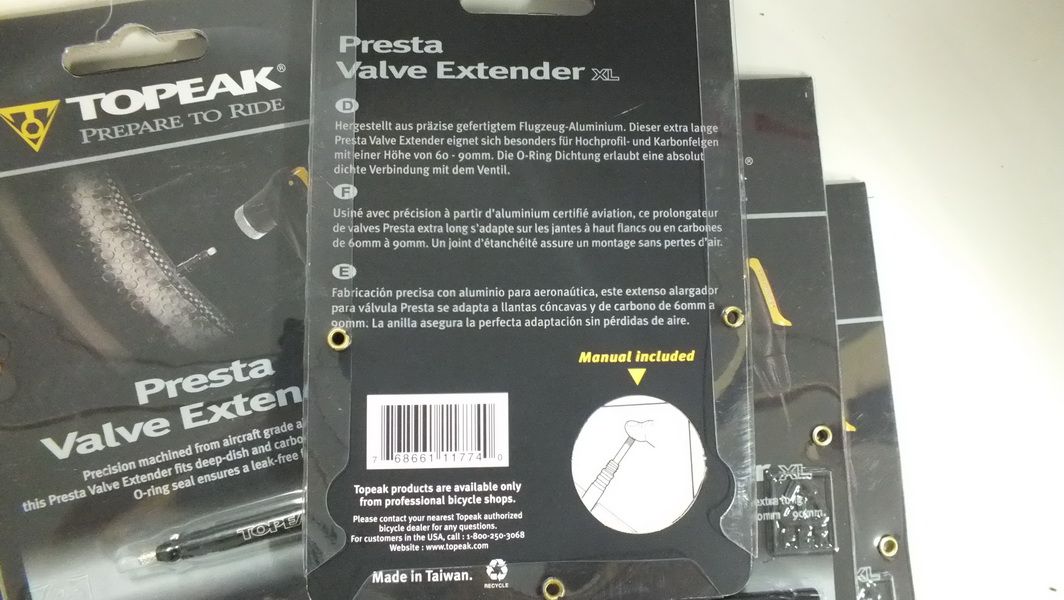 TOPEAK®
PREPARE TO RIDE
Presta
Valve Exten
Precision machined from aircraft grade a
this Presta Valve Extender fits deep-dish and carbo
O-ring seal ensures a leak-free
TOPEA
Presta
Valve Extender XL
D
Hergestellt aus präzise gefertigtem Flugzeug-Aluminium. Dieser extra lange
Presta Valve Extender eignet sich besonders für Hochprofil- und Karbonfelgen
mit einer Höhe von 60 - 90mm. Die O-Ring Dichtung erlaubt eine absolut
dichte Verbindung mit dem Ventil.
F
Usiné avec précision à partir d'aluminium certifié aviation, ce prolongateur
de valves Presta extra long s'adapte sur les jantes à haut flancs ou en carbones
de 60mm à 90mm. Un joint d'étanchéité assure un montage sans pertes d'air.
E
Fabricación precisa con aluminio para aeronaútica, este extenso alargador
para válvula Presta se adapta a llantas cóncavas y de carbono de 60mm a
90mm. La anilla asegura la perfecta adaptación sin pérdidas de aire.
Manual included
7 68661 11774 0
Topeak products are available only
from professional bicycle shops.
Please contact your nearest Topeak authorized
bicycle dealer for any questions.
For customers in the USA, call : 1-800-250-3068
Website : www.topeak.com
Made in Taiwan.
RECYCLE
®
er XL
extra long
0mm / 90mm.
XL